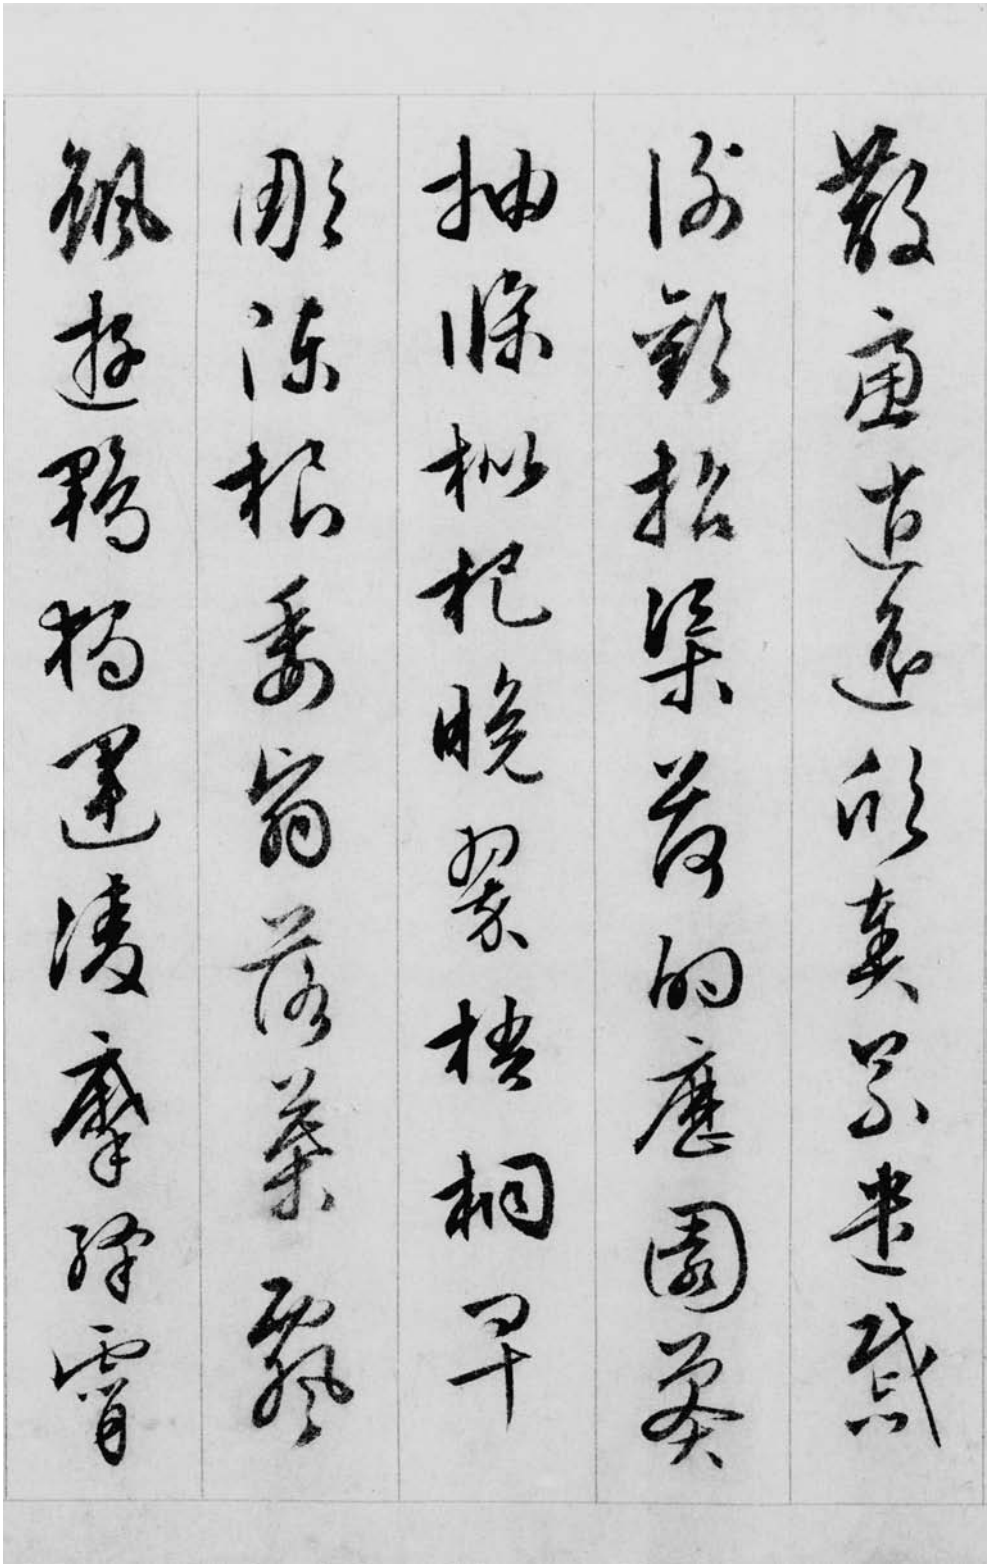 散慮逍遙欣奏累遣慼
謝歡招渠荷的歷園莽
抽條枇杷晚翠梧桐早
彫陳根委翳落葉飄
颻遊鵾獨運凌摩絳霄